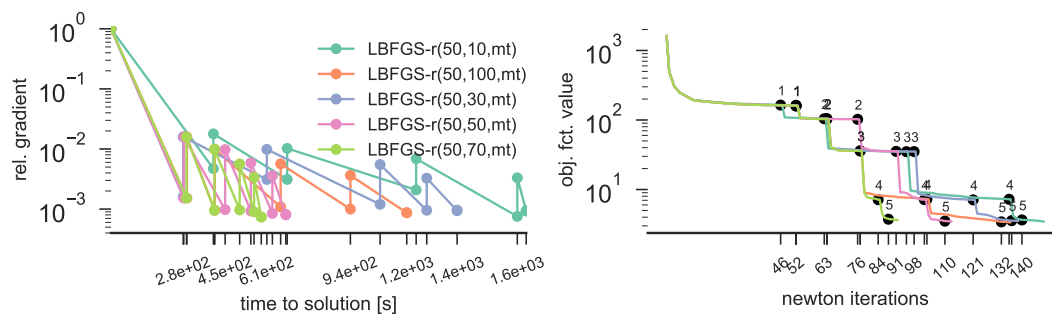 10^0
10^-1
10^-2
10^-3
rel. gradient
LBFGS-r(50,10,mt)
LBFGS-r(50,100,mt)
LBFGS-r(50,30,mt)
LBFGS-r(50,50,mt)
LBFGS-r(50,70,mt)
2.8e+02
4.5e+02
6.1e+02
9.4e+02
1.2e+03
1.4e+03
1.6e+03
time to solution [s]
10^3
10^2
10^1
obj. fct. value
1 1 2 2 2
3 3 3 3
4 4 4 4 4
5 5 5 5 5
46 52 63 76 84 91 98 110 121 132 140
newton iterations